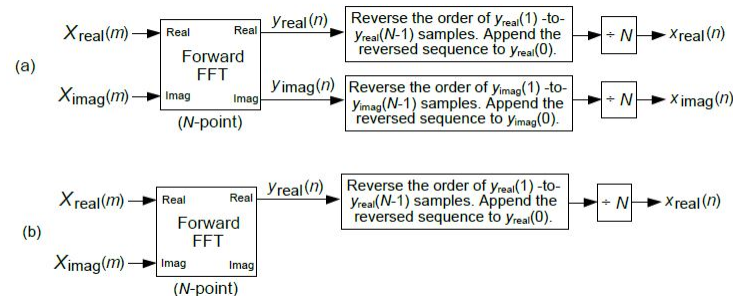 (a)
Xreal(m)
Ximag(m)
Real
Real
Forward
FFT
Imag
Imag
(N-point)
yreal(n)
yimag(n)
Reverse the order of yreal(1) -to-
yreal(N-1) samples. Append the
reversed sequence to yreal(0).
÷ N
xreal(n)
Reverse the order of yimag(1) -to-
yimag(N-1) samples. Append the
reversed sequence to yimag(0).
÷ N
ximag(n)
(b)
Xreal(m)
Ximag(m)
Real
Real
Forward
FFT
Imag
Imag
(N-point)
yreal(n)
Reverse the order of yreal(1) -to-
yreal(N-1) samples. Append the
reversed sequence to yreal(0).
÷ N
xreal(n)